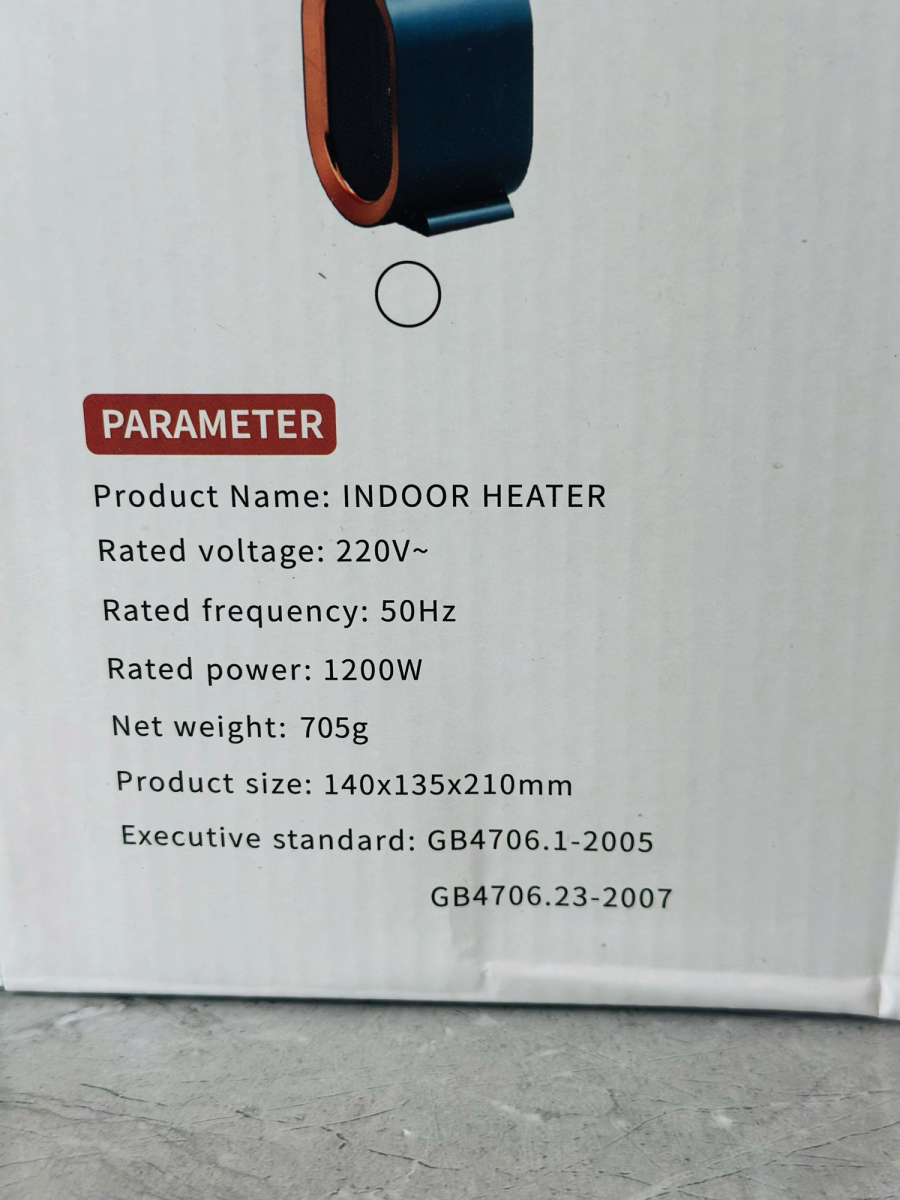 PARAMETER
Product Name: INDOOR HEATER
Rated voltage: 220V~
Rated frequency: 50Hz
Rated power: 1200W
Net weight: 705g
Product size: 140x135x210mm
Executive standard: GB4706.1-2005
GB4706.23-2007